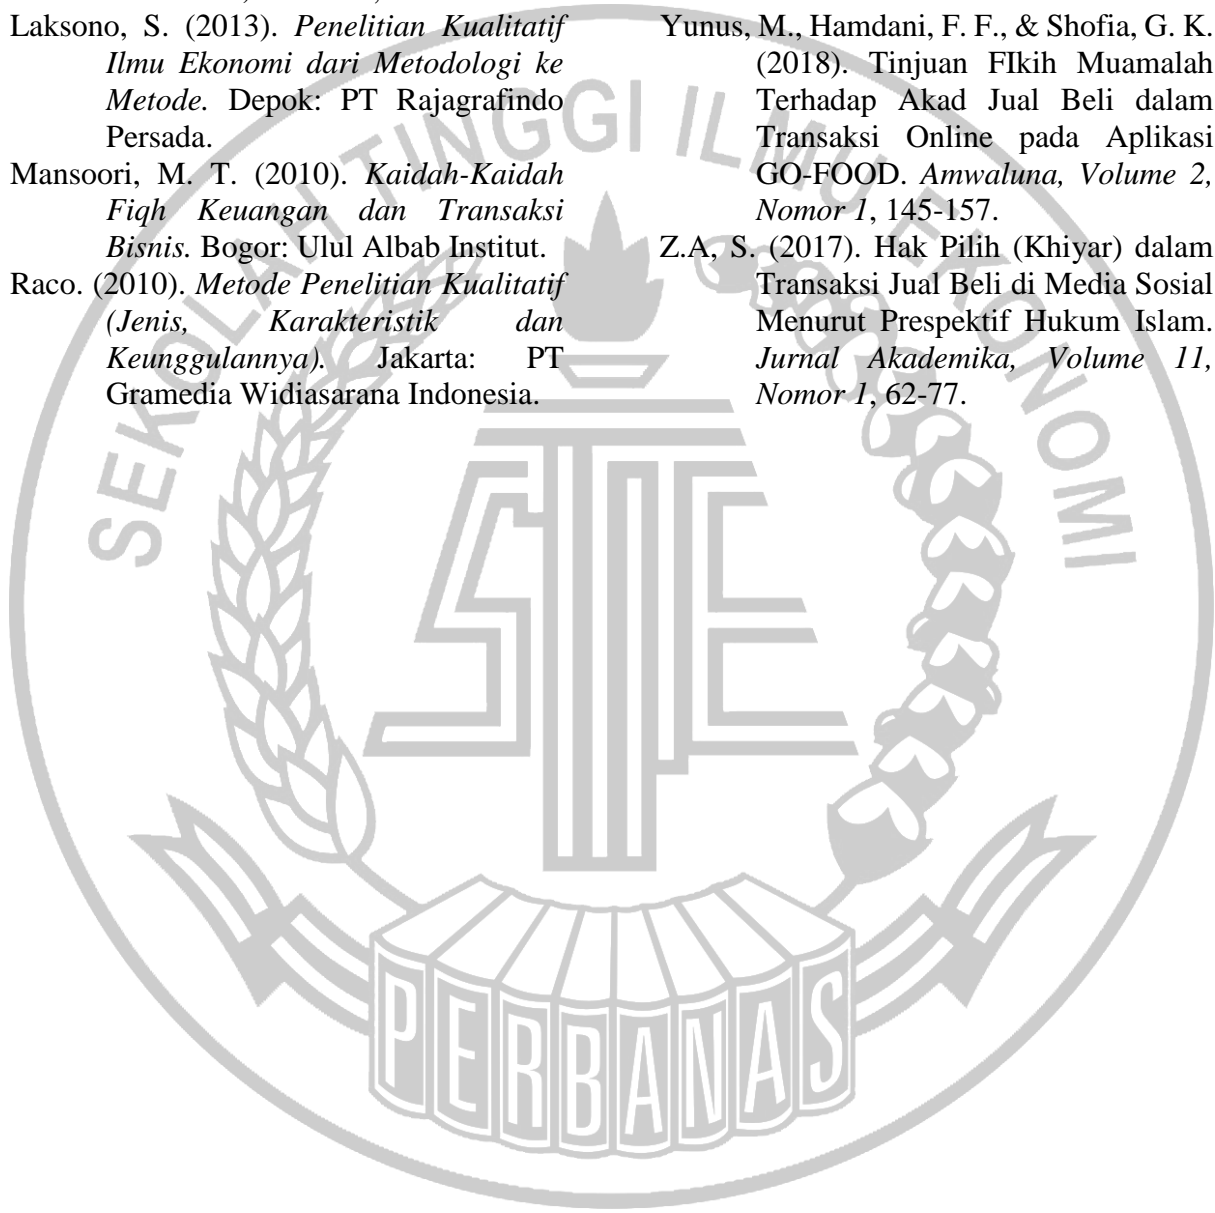 Laksono, S. (2013). Penelitian Kualitatif
Ilmu Ekonomi dari Metodologi ke
Metode. Depok: PT Rajagrafindo
Persada.
Mansoori, M. T. (2010). Kaidah-Kaidah
Fiqh Keuangan dan Transaksi
Bisnis. Bogor: Ulul Albab Institut.
Raco. (2010). Metode Penelitian Kualitatif
(Jenis, Karakteristik dan
Keunggulannya). Jakarta: PT
Gramedia Widiasarana Indonesia.
Yunus, M., Hamdani, F. F., & Shofia, G. K.
(2018). Tinjuan FIkih Muamalah
Terhadap Akad Jual Beli dalam
Transaksi Online pada Aplikasi
GO-FOOD. Amwaluna, Volume 2,
Nomor 1, 145-157.
Z.A, S. (2017). Hak Pilih (Khiyar) dalam
Transaksi Jual Beli di Media Sosial
Menurut Prespektif Hukum Islam.
Jurnal Akademika, Volume 11,
Nomor 1, 62-77.
SEKOLAH TINGGI ILMU EKONOMI
STIE
PERBANAS